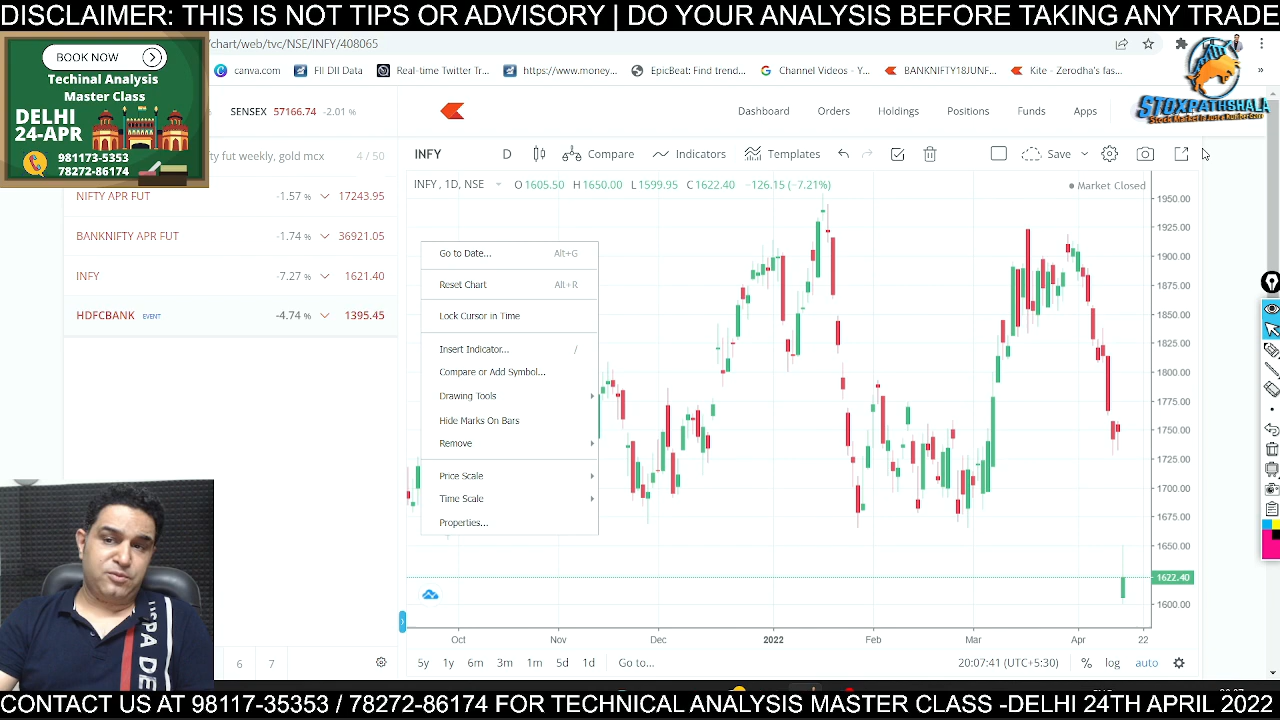 DISCLAIMER: THIS IS NOT TIPS OR ADVISORY | DO YOUR ANALYSIS BEFORE TAKING ANY TRADE
/chart/web/tvc/NSE/INFY/408065
BOOK NOW
Techinal Analysis
Master Class
DELHI
24-APR
981173-5353
78272-86174
canva.com
FII DII Data
Real-time Twitter Tr...
https://www.money...
EpicBeat: Find trend...
Channel Videos - Y...
BANKNIFTY18JUNF...
Kite - Zerodha's fas...
»
STOXPATHSHALA
SENSEX 57166.74 -2.01 %
Dashboard
Orders
Holdings
Positions
Funds
Apps
ty fut weekly, gold mcx 4 / 50
NIFTY APR FUT -1.57 % 17243.95
BANKNIFTY APR FUT -1.74 % 36921.05
INFY -7.27 % 1621.40
HDFCBANK EVENT -4.74 % 1395.45
6 7
INFY D Compare Indicators Templates Save
INFY, 1D, NSE O1605.50 H1650.00 L1599.95 C1622.40 −126.15 (−7.21%)
Market Closed
Go to Date... Alt+G
Reset Chart Alt+R
Lock Cursor in Time
Insert Indicator... /
Compare or Add Symbol...
Drawing Tools
Hide Marks On Bars
Remove
Price Scale
Time Scale
Properties...
1950.00
1925.00
1900.00
1875.00
1850.00
1825.00
1800.00
1775.00
1750.00
1725.00
1700.00
1675.00
1650.00
1622.40
1600.00
Oct Nov Dec 2022 Feb Mar Apr 22
5y 1y 6m 3m 1m 5d 1d Go to... 20:07:41 (UTC+5:30) % log auto
CONTACT US AT 98117-35353 / 78272-86174 FOR TECHNICAL ANALYSIS MASTER CLASS -DELHI 24TH APRIL 2022